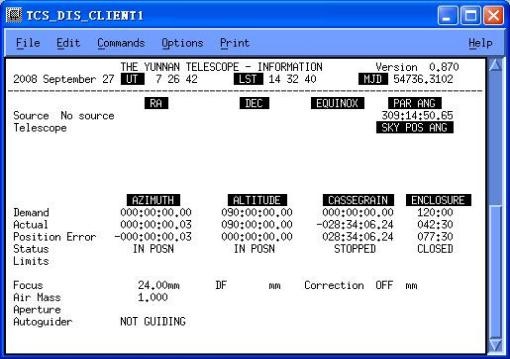 TCS_DIS_CLIENT1
File Edit Commands Options Print Help
THE YUNNAN TELESCOPE - INFORMATION Version 0.870
2008 September 27 UT 7 26 42 LST 14 32 40 MJD 54736.3102
RA DEC EQUINOX PAR ANG
Source No source 309:14:50.65
Telescope SKY POS ANG
AZIMUTH ALTITUDE CASSEGRAIN ENCLOSURE
Demand 000:00:00.00 090:00:00.00 000:00:00.00 120:00
Actual 000:00:00.03 090:00:00.00 -028:34:06.24 042:30
Position Error -000:00:00.03 000:00:00.00 028:34:06.24 077:30
Status IN POSN IN POSN STOPPED CLOSED
Limits
Focus 24.00mm DF mm Correction OFF mm
Air Mass 1.000
Aperture
Autoguider NOT GUIDING